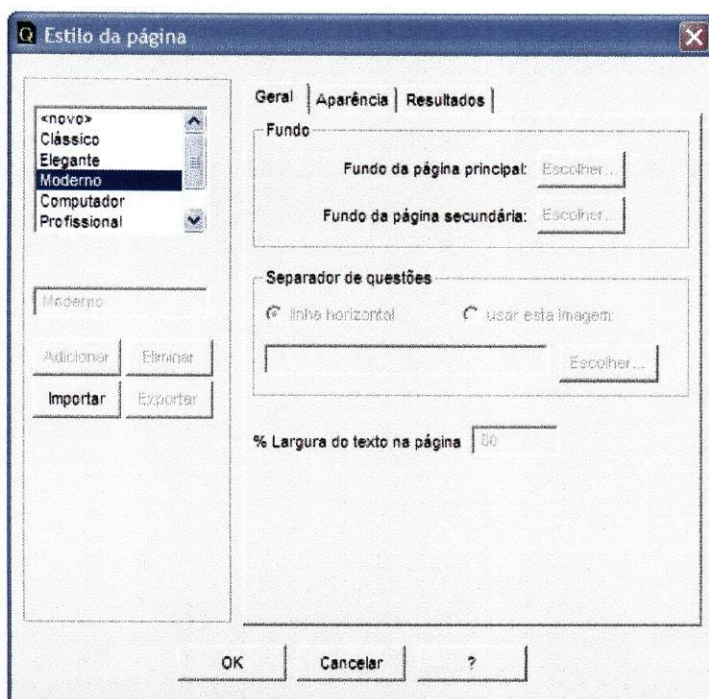 Q Estilo da página
<novo>
Clássico
Elegante
Moderno
Computador
Profissional
Moderno
Adicionar Eliminar
Importar Exportar
Geral Aparência Resultados
Fundo
Fundo da página principal: Escolher...
Fundo da página secundária: Escolher...
Separador de questões
linha horizontal usar esta imagem:
Escolher...
% Largura do texto na página 80
OK Cancelar ?